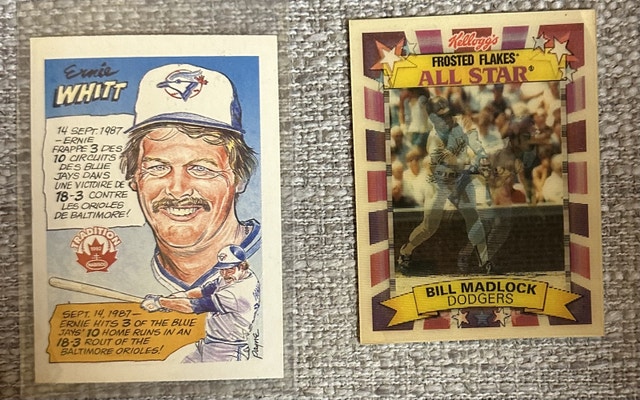 Ernie
WHITT
14 SEPT. 1987
—ERNIE
FRAPPE 3 DES
10 CIRCUITS
DES BLUE
JAYS DANS
UNE VICTOIRE DE
18-3 CONTRE
LES ORIOLES
DE BALTIMORE!
TRADITION
SEPT. 14, 1987—
ERNIE HITS 3 OF THE BLUE
JAYS' 10 HOME RUNS IN AN
18-3 ROUT OF THE
BALTIMORE ORIOLES!
Payne
Kellogg's
FROSTED FLAKES®
ALL STAR®
BILL MADLOCK
DODGERS